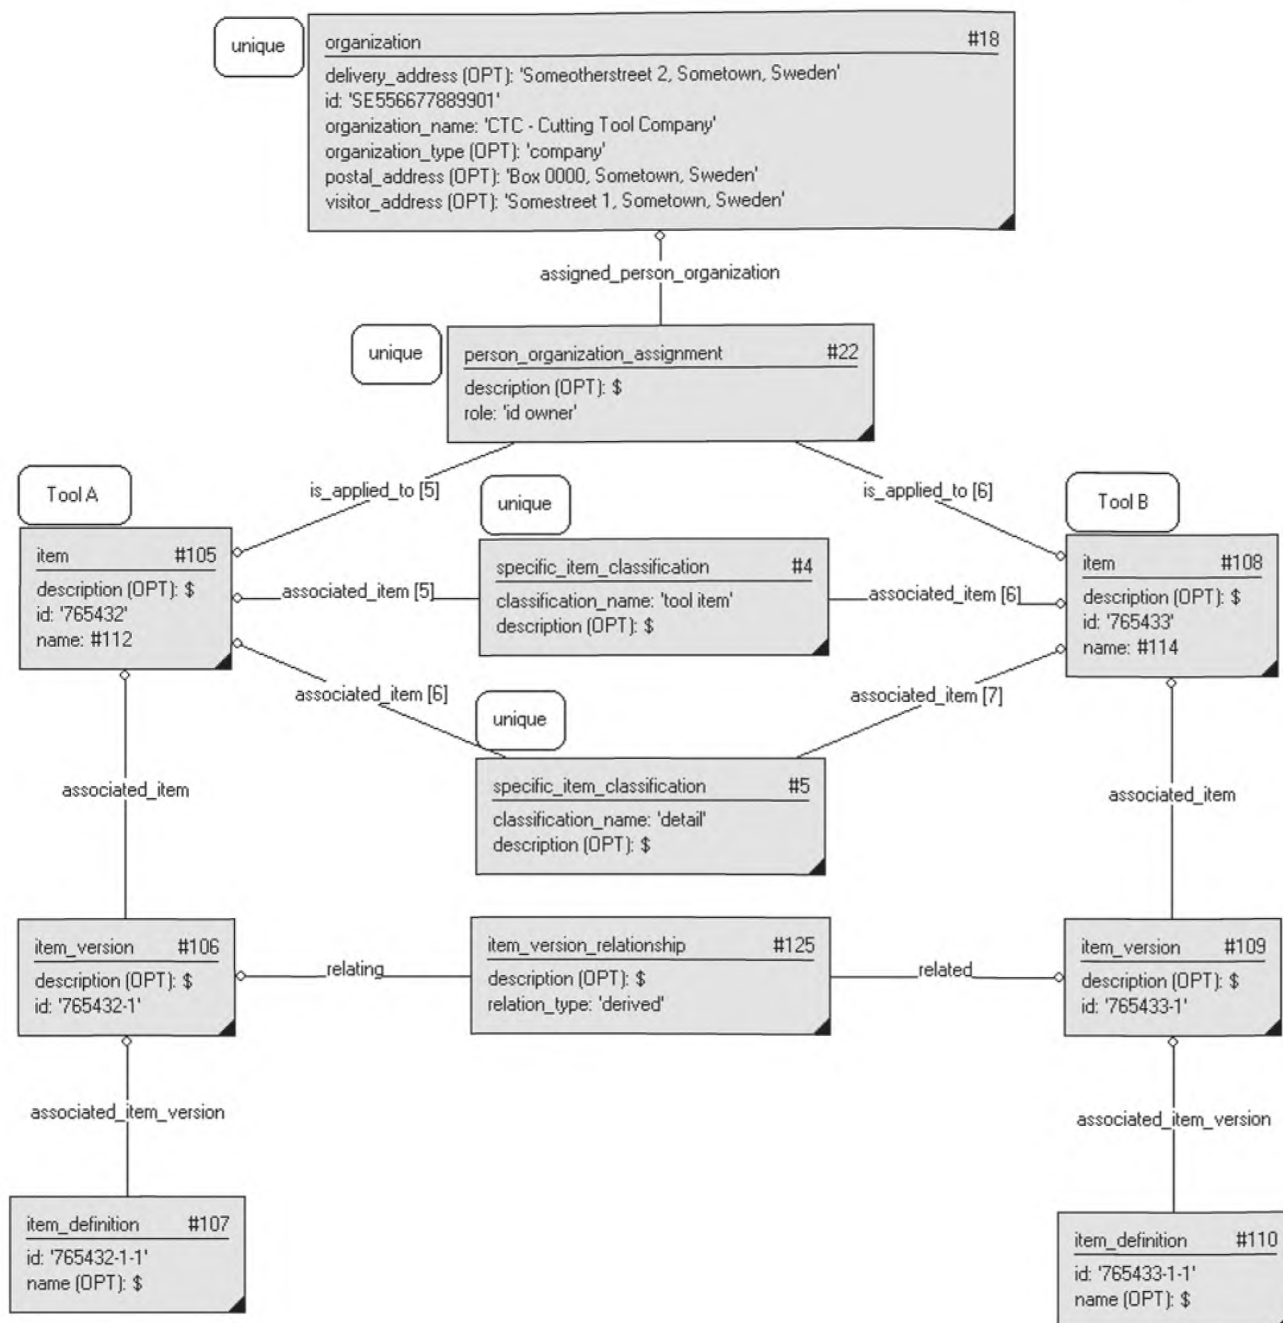 unique
organization #18
delivery_address (OPT): 'Someotherstreet 2, Sometown, Sweden'
id: 'SE556677889901'
organization_name: 'CTC - Cutting Tool Company'
organization_type (OPT): 'company'
postal_address (OPT): 'Box 0000, Sometown, Sweden'
visitor_address (OPT): 'Somestreet 1, Sometown, Sweden'
assigned_person_organization
unique
person_organization_assignment #22
description (OPT): $
role: 'id owner'
is_applied_to [5]
is_applied_to [6]
Tool A
unique
Tool B
item #105
description (OPT): $
id: '765432'
name: #112
associated_item [5]
specific_item_classification #4
classification_name: 'tool item'
description (OPT): $
associated_item [6]
item #108
description (OPT): $
id: '765433'
name: #114
associated_item [6]
associated_item [7]
unique
specific_item_classification #5
classification_name: 'detail'
description (OPT): $
associated_item
associated_item
item_version #106
description (OPT): $
id: '765432-1'
relating
item_version_relationship #125
description (OPT): $
relation_type: 'derived'
related
item_version #109
description (OPT): $
id: '765433-1'
associated_item_version
associated_item_version
item_definition #107
id: '765432-1-1'
name (OPT): $
item_definition #110
id: '765433-1-1'
name (OPT): $